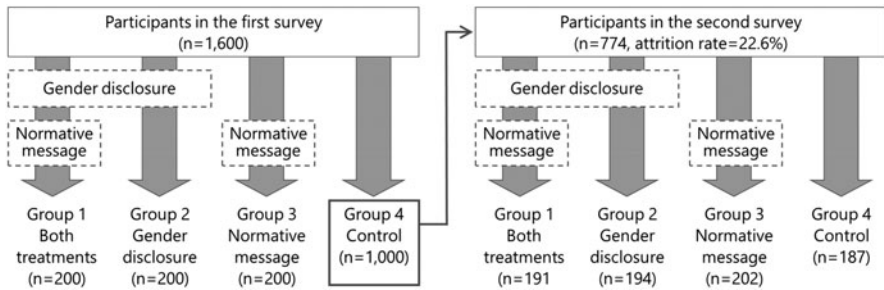 Participants in the first survey
(n=1,600)
Gender disclosure
Normative
message
Normative
message
Group 1
Both
treatments
(n=200)
Group 2
Gender
disclosure
(n=200)
Group 3
Normative
message
(n=200)
Group 4
Control
(n=1,000)
Participants in the second survey
(n=774, attrition rate=22.6%)
Gender disclosure
Normative
message
Normative
message
Group 1
Both
treatments
(n=191
Group 2
Gender
disclosure
(n=194)
Group 3
Normative
message
(n=202)
Group 4
Control
(n=187)